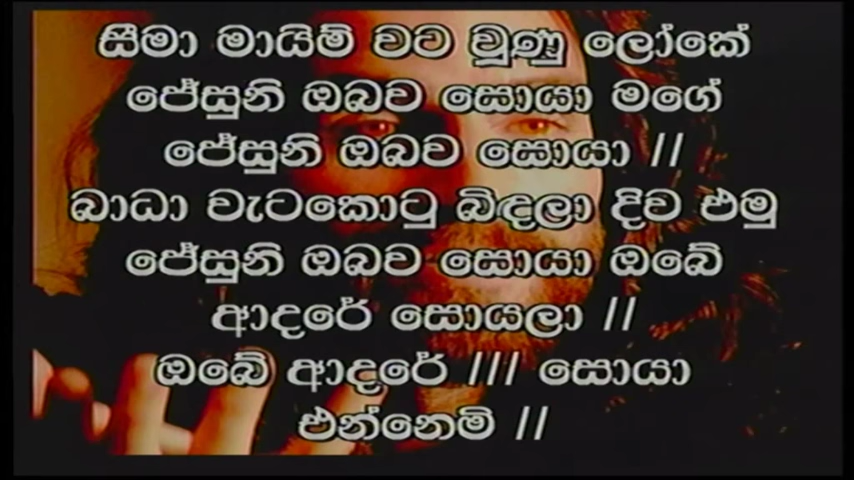 සීමා මායිම් වට වූණු ලෝකේ
ජේසුනි ඔබව සොයා මගේ
ජේසුනි ඔබව සොයා //
බාධා වැටකොටු බිඳලා දිව එමු
ජේසුනි ඔබව සොයා ඔබේ
ආදරේ සොයලා //
ඔබේ ආදරේ /// සොයා
එන්නෙමි //